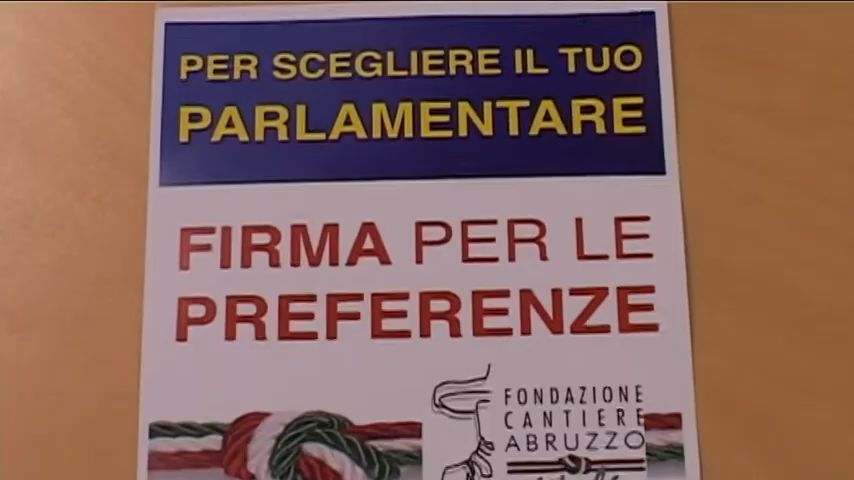 PER SCEGLIERE IL TUO
PARLAMENTARE
FIRMA PER LE
PREFERENZE
FONDAZIONE
CANTIERE
ABRUZZO